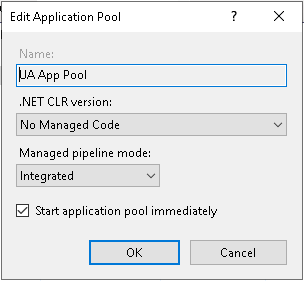 Edit Application Pool
?
Name:
UA App Pool
.NET CLR version:
No Managed Code
Managed pipeline mode:
Integrated
Start application pool immediately
OK
Cancel